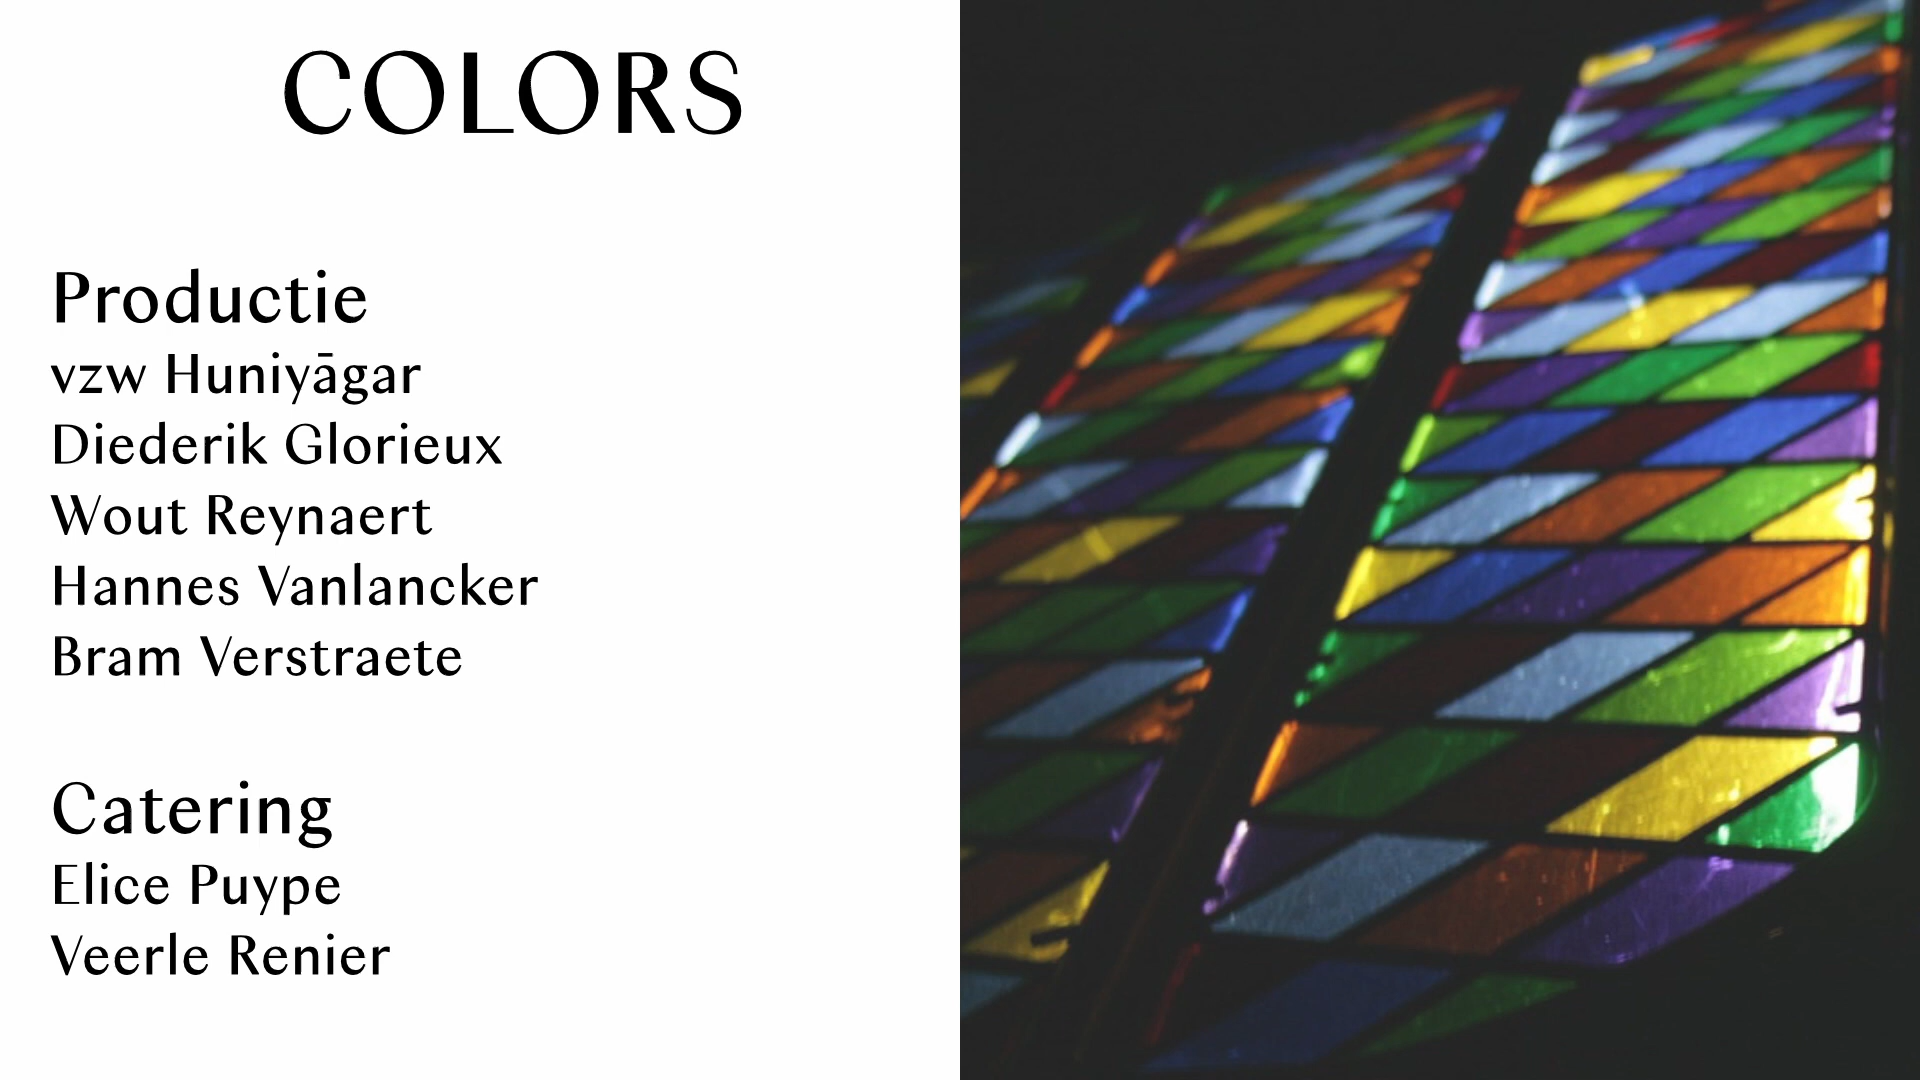 COLORS
Productie
vzw Huniyāgar
Diederik Glorieux
Wout Reynaert
Hannes Vanlancker
Bram Verstraete
Catering
Elice Puype
Veerle Renier